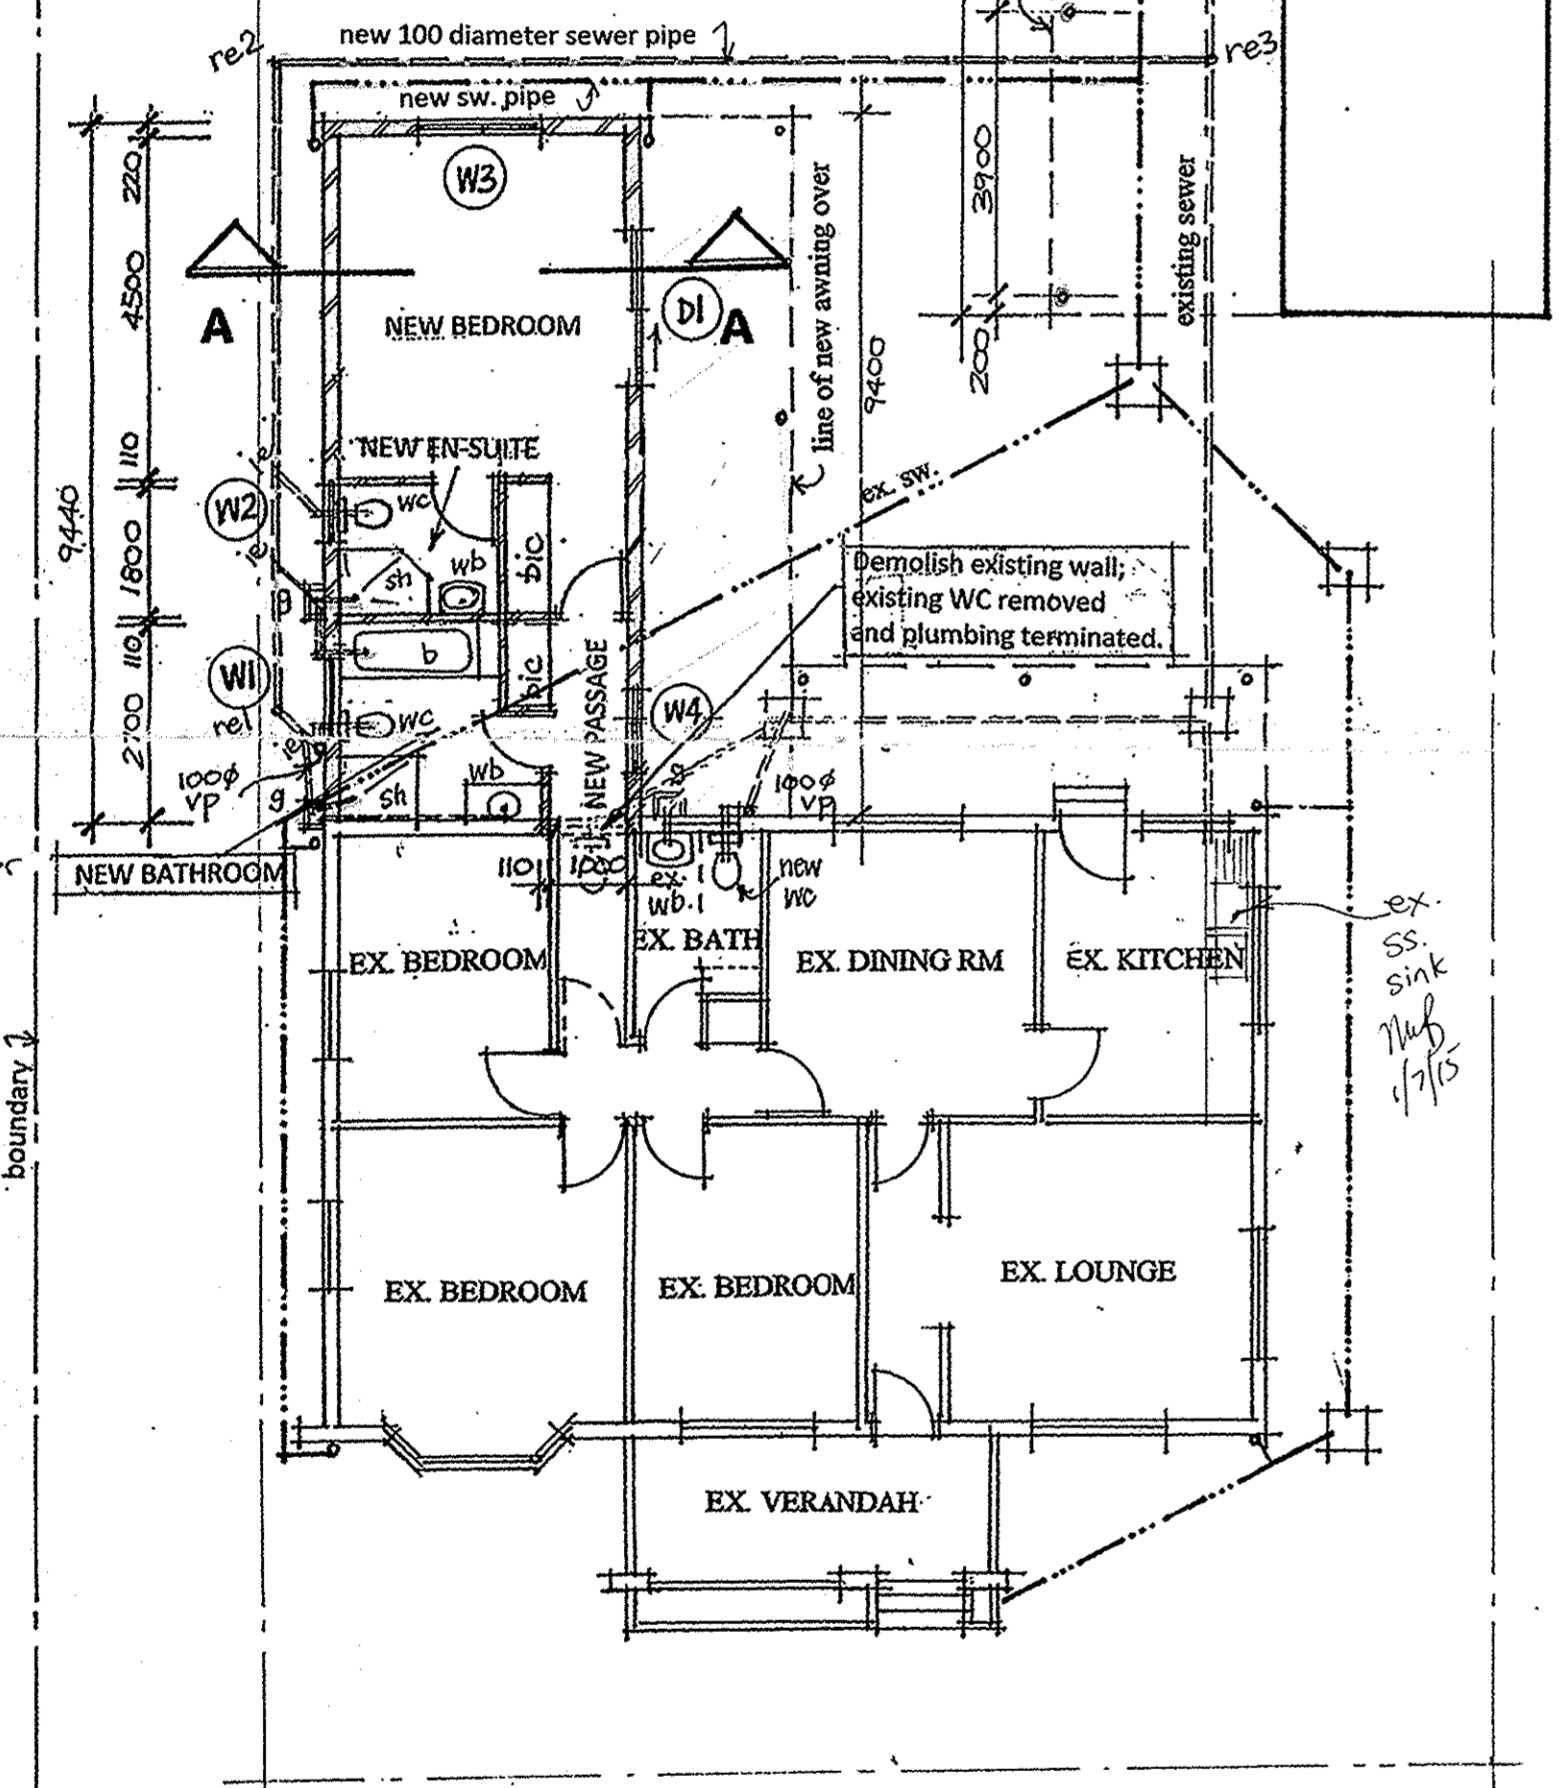 re2
new 100 diameter sewer pipe
re3
new sw. pipe
W3
220
4500
110
1800
110
2700
9440
A
D1
A
NEW BEDROOM
line of new awning over
9400
3900
200
existing sewer
NEW EN-SUITE
W2
ie
ie
wc
sh
wb
bic
g
b
bic
W1
re1
ie
wc
100ø
vp
g
sh
wb
NEW PASSAGE
W4
ex. sw.
Demolish existing wall;
existing WC removed
and plumbing terminated.
100ø
vp
NEW BATHROOM
110
1000
ex.
wb.
new
wc
EX. BEDROOM
EX. BATH
EX. DINING RM
EX. KITCHEN
ex.
ss.
sink
1/7/15
boundary
EX. BEDROOM
EX. BEDROOM
EX. LOUNGE
EX. VERANDAH